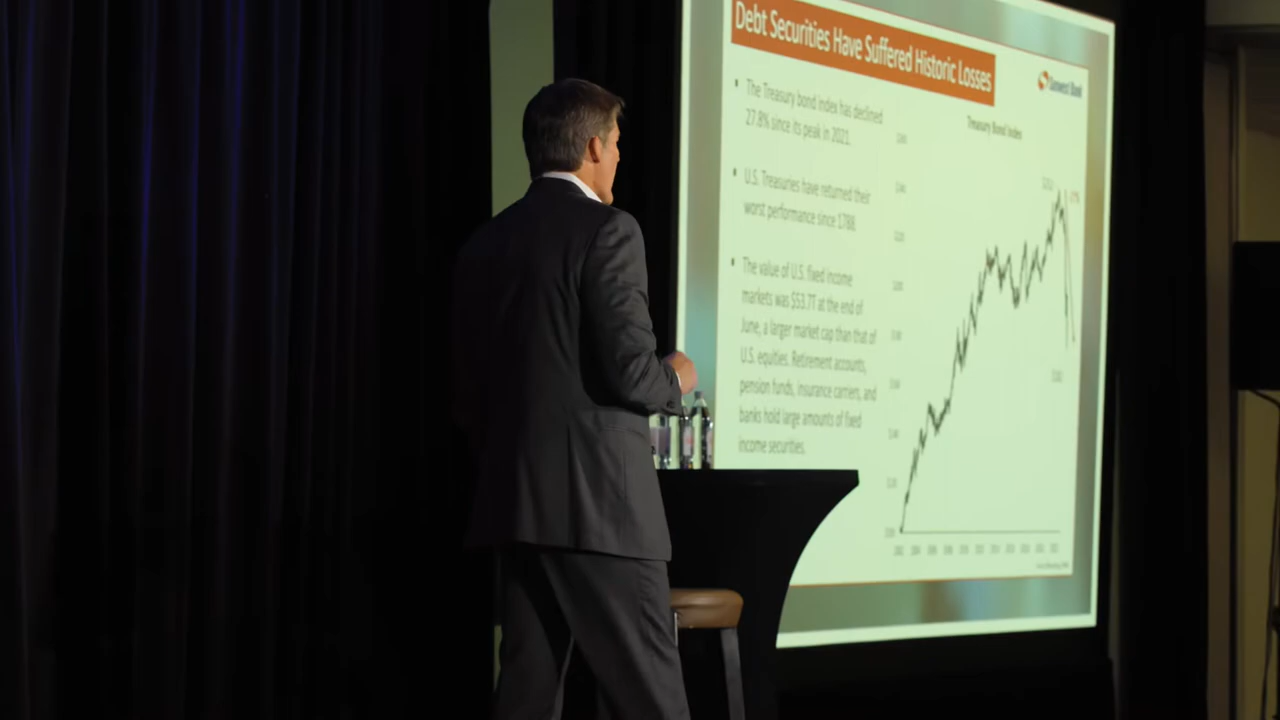 Debt Securities Have Suffered Historic Losses
Sunwest Bank
• The Treasury bond index has declined
27.8% since its peak in 2021.
• U.S. Treasuries have returned their
worst performance since 1788.
• The value of U.S. fixed income
markets was $53.7T at the end of
June, a larger market cap than that of
U.S. equities. Retirement accounts,
pension funds, insurance carriers, and
banks hold large amounts of fixed
income securities.
Treasury Bond Index